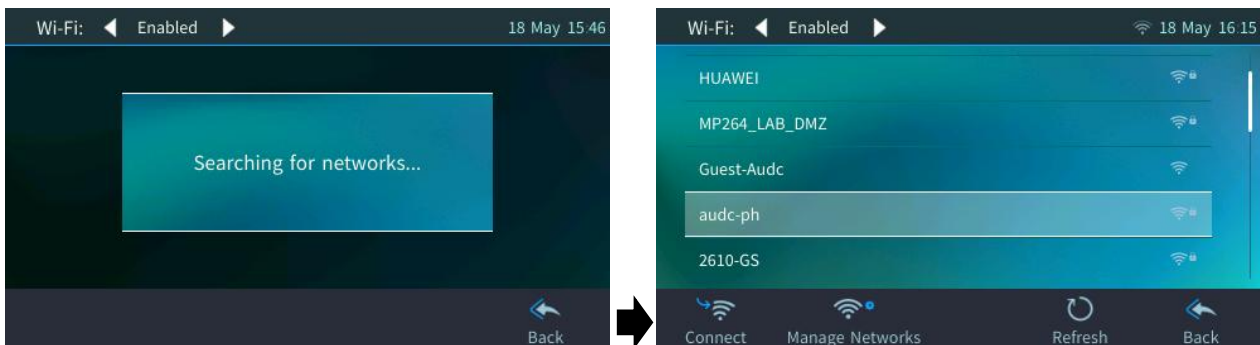 Wi-Fi: Enabled 18 May 15:46
Searching for networks...
Back
Wi-Fi: Enabled 18 May 16:15
HUAWEI
MP264_LAB_DMZ
Guest-Audc
audc-ph
2610-GS
Connect Manage Networks Refresh Back